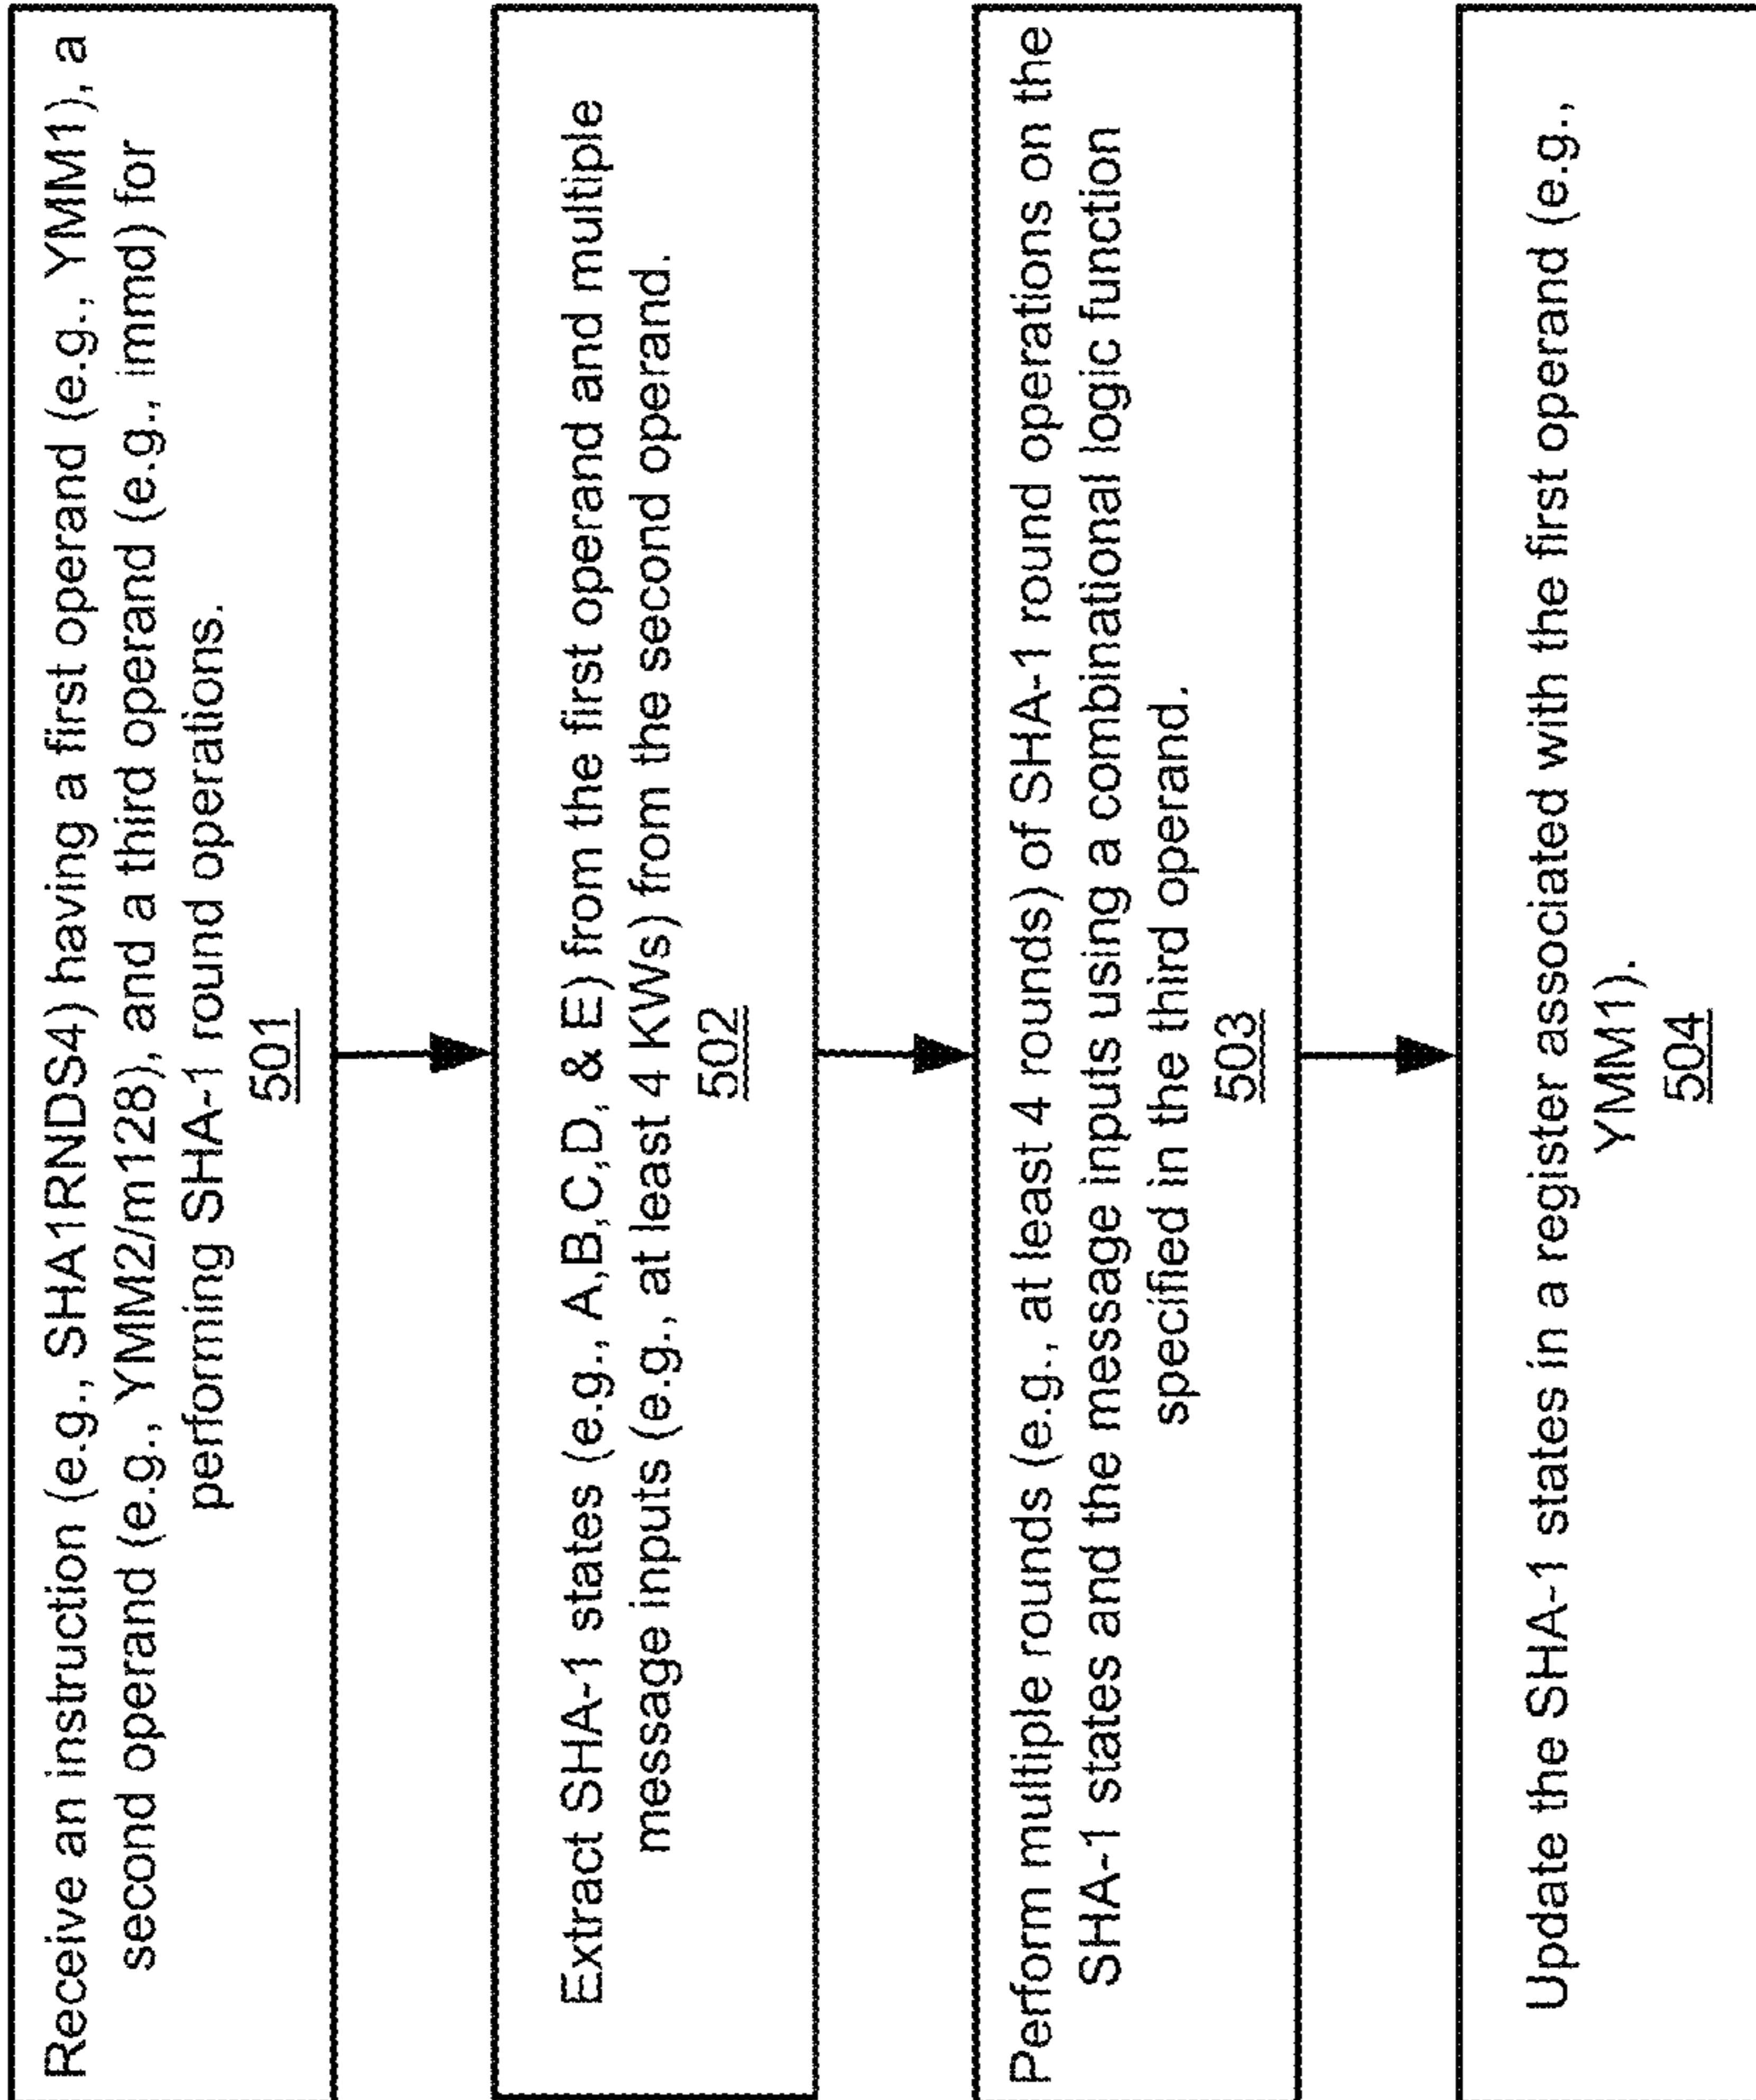 Receive an instruction (e.g., SHA1RNDS4) having a first operand (e.g., YMM1), a
second operand (e.g., YMM2/m128), and a third operand (e.g., immd) for
performing SHA-1 round operations.
501
Extract SHA-1 states (e.g., A,B,C,D, & E) from the first operand and multiple
message inputs (e.g., at least 4 KWs) from the second operand.
502
Perform multiple rounds (e.g., at least 4 rounds) of SHA-1 round operations on the
SHA-1 states and the message inputs using a combinational logic function
specified in the third operand.
503
Update the SHA-1 states in a register associated with the first operand (e.g.,
YMM1).
504